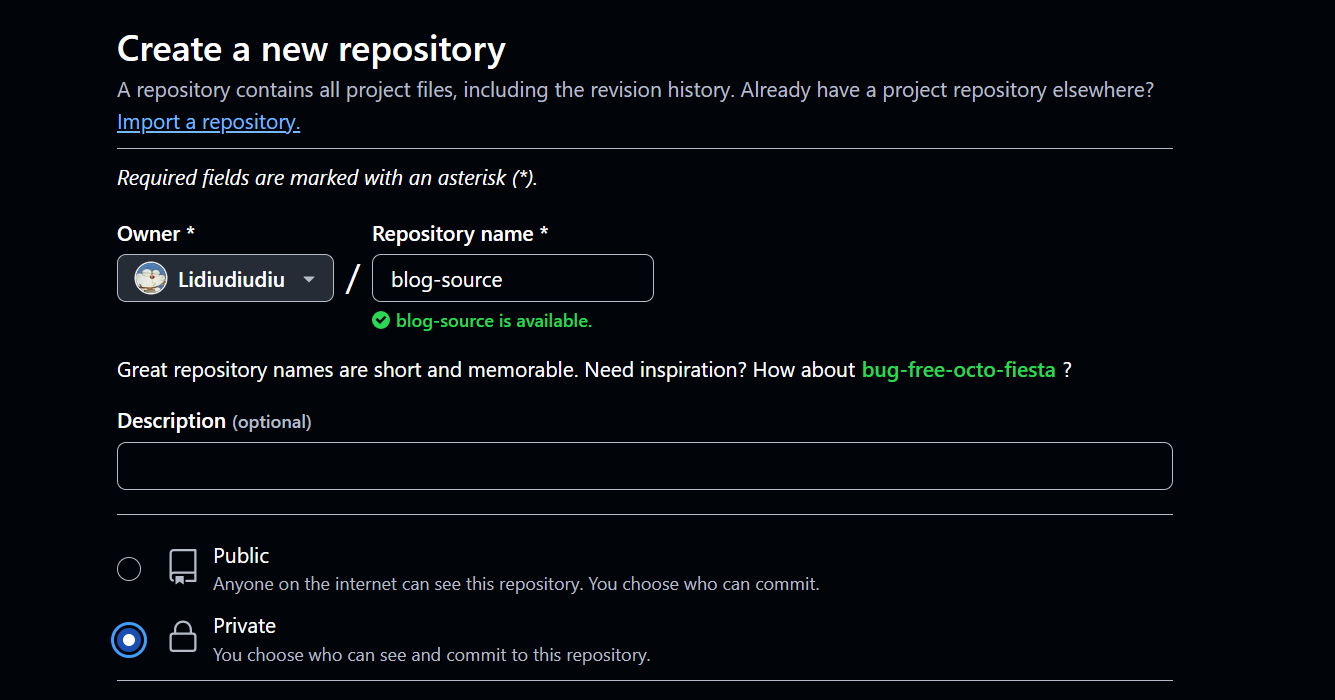 Create a new repository
A repository contains all project files, including the revision history. Already have a project repository elsewhere?
Import a repository.
Required fields are marked with an asterisk (*).
Owner *
Repository name *
Lidiudiudiu
/
blog-source
blog-source is available.
Great repository names are short and memorable. Need inspiration? How about bug-free-octo-fiesta ?
Description (optional)
Public
Anyone on the internet can see this repository. You choose who can commit.
Private
You choose who can see and commit to this repository.